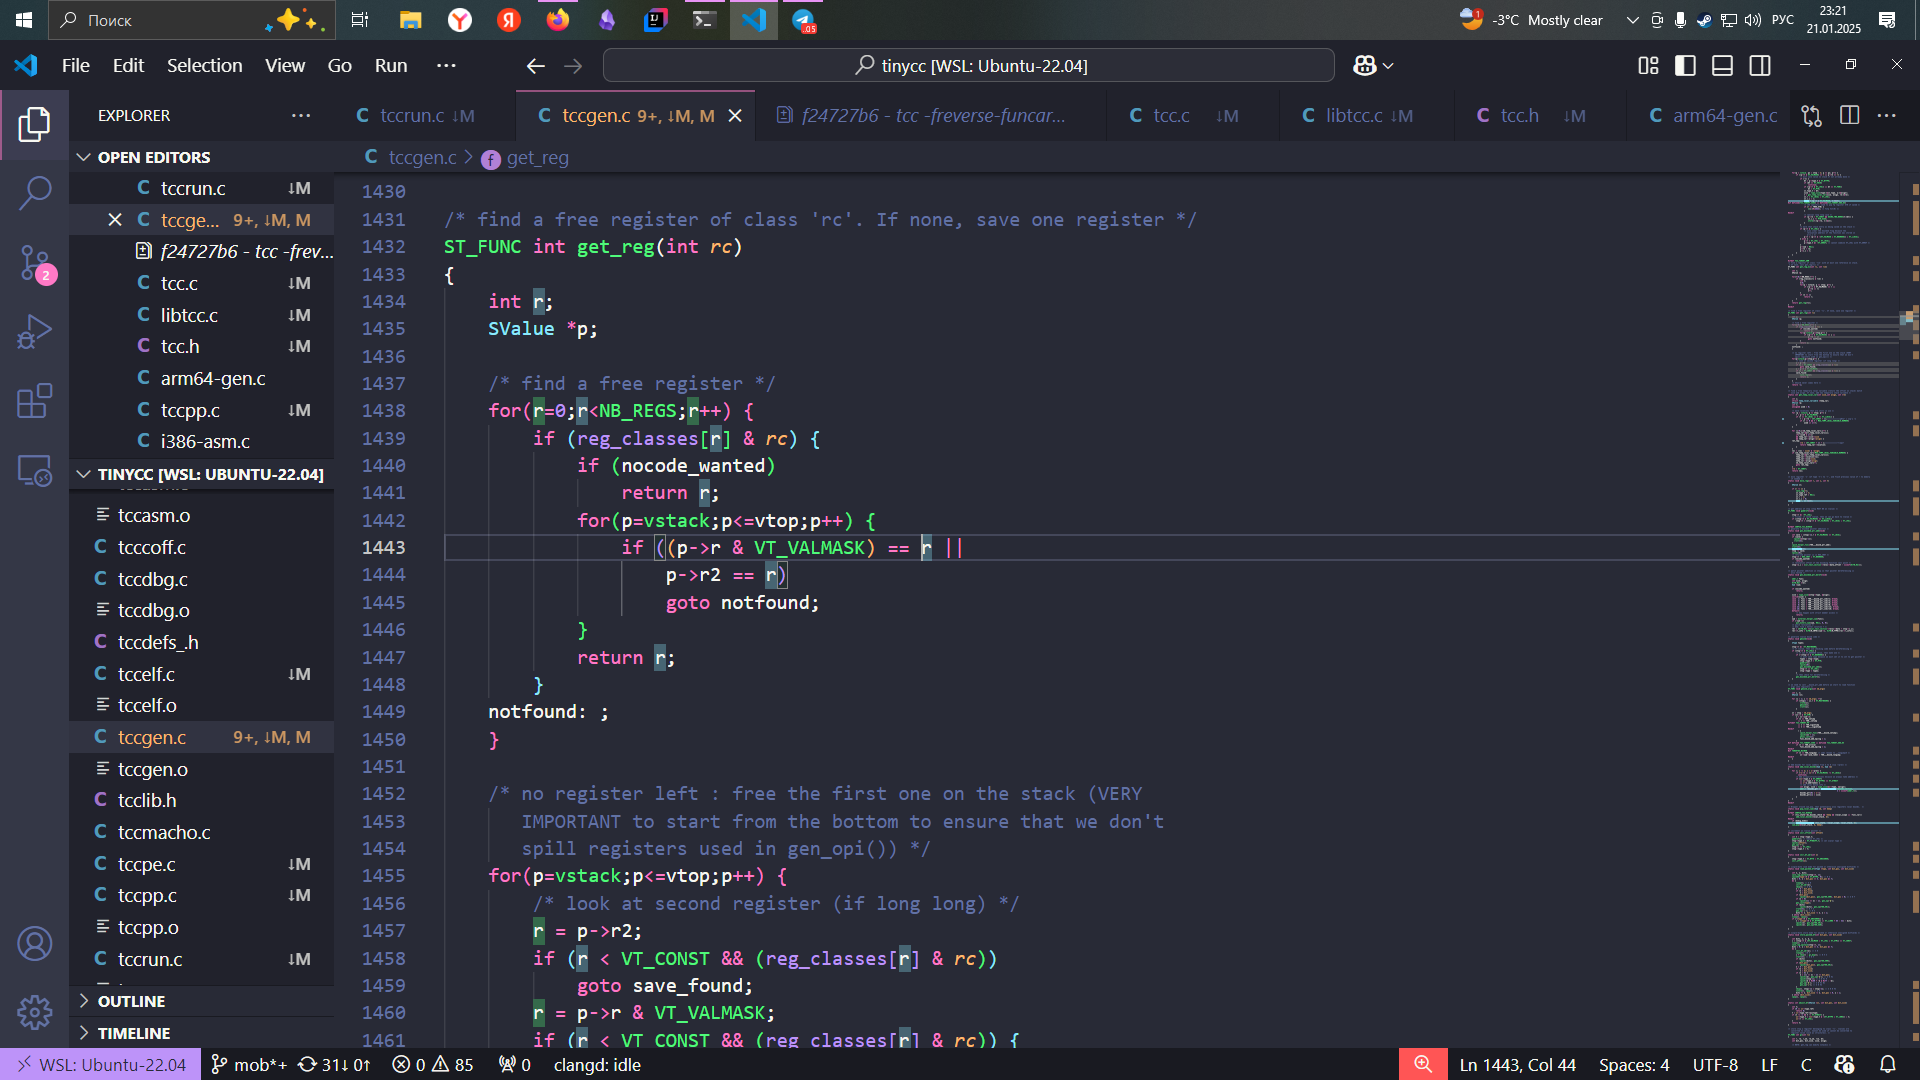 Поиск
-3°C Mostly clear
РУС
23:21
21.01.2025
File Edit Selection View Go Run ···
tinycc [WSL: Ubuntu-22.04]
EXPLORER
tccrun.c ↓M
tccgen.c 9+, ↓M, M
f24727b6 - tcc -freverse-funcar...
tcc.c ↓M
libtcc.c ↓M
tcc.h ↓M
arm64-gen.c
tccgen.c > get_reg
OPEN EDITORS
tccrun.c ↓M
tccge... 9+, ↓M, M
f24727b6 - tcc -frev...
tcc.c ↓M
libtcc.c ↓M
tcc.h ↓M
arm64-gen.c
tccpp.c ↓M
i386-asm.c
TINYCC [WSL: UBUNTU-22.04]
tccasm.o
tcccoff.c
tccdbg.c
tccdbg.o
tccdefs_.h
tccelf.c ↓M
tccelf.o
tccgen.c 9+, ↓M, M
tccgen.o
tcclib.h
tccmacho.c
tccpe.c ↓M
tccpp.c ↓M
tccpp.o
tccrun.c ↓M
OUTLINE
TIMELINE
2
1430
1431 /* find a free register of class 'rc'. If none, save one register */
1432 ST_FUNC int get_reg(int rc)
1433 {
1434     int r;
1435     SValue *p;
1436
1437     /* find a free register */
1438     for(r=0;r<NB_REGS;r++) {
1439         if (reg_classes[r] & rc) {
1440             if (nocode_wanted)
1441                 return r;
1442             for(p=vstack;p<=vtop;p++) {
1443                 if ((p->r & VT_VALMASK) == r ||
1444                     p->r2 == r)
1445                     goto notfound;
1446             }
1447             return r;
1448         }
1449     notfound: ;
1450     }
1451
1452     /* no register left : free the first one on the stack (VERY
1453        IMPORTANT to start from the bottom to ensure that we don't
1454        spill registers used in gen_opi()) */
1455     for(p=vstack;p<=vtop;p++) {
1456         /* look at second register (if long long) */
1457         r = p->r2;
1458         if (r < VT_CONST && (reg_classes[r] & rc))
1459             goto save_found;
1460         r = p->r & VT_VALMASK;
1461         if (r < VT_CONST && (reg_classes[r] & rc)) {
WSL: Ubuntu-22.04 mob*+ 31↓ 0↑ 0 85 0 clangd: idle Ln 1443, Col 44 Spaces: 4 UTF-8 LF C